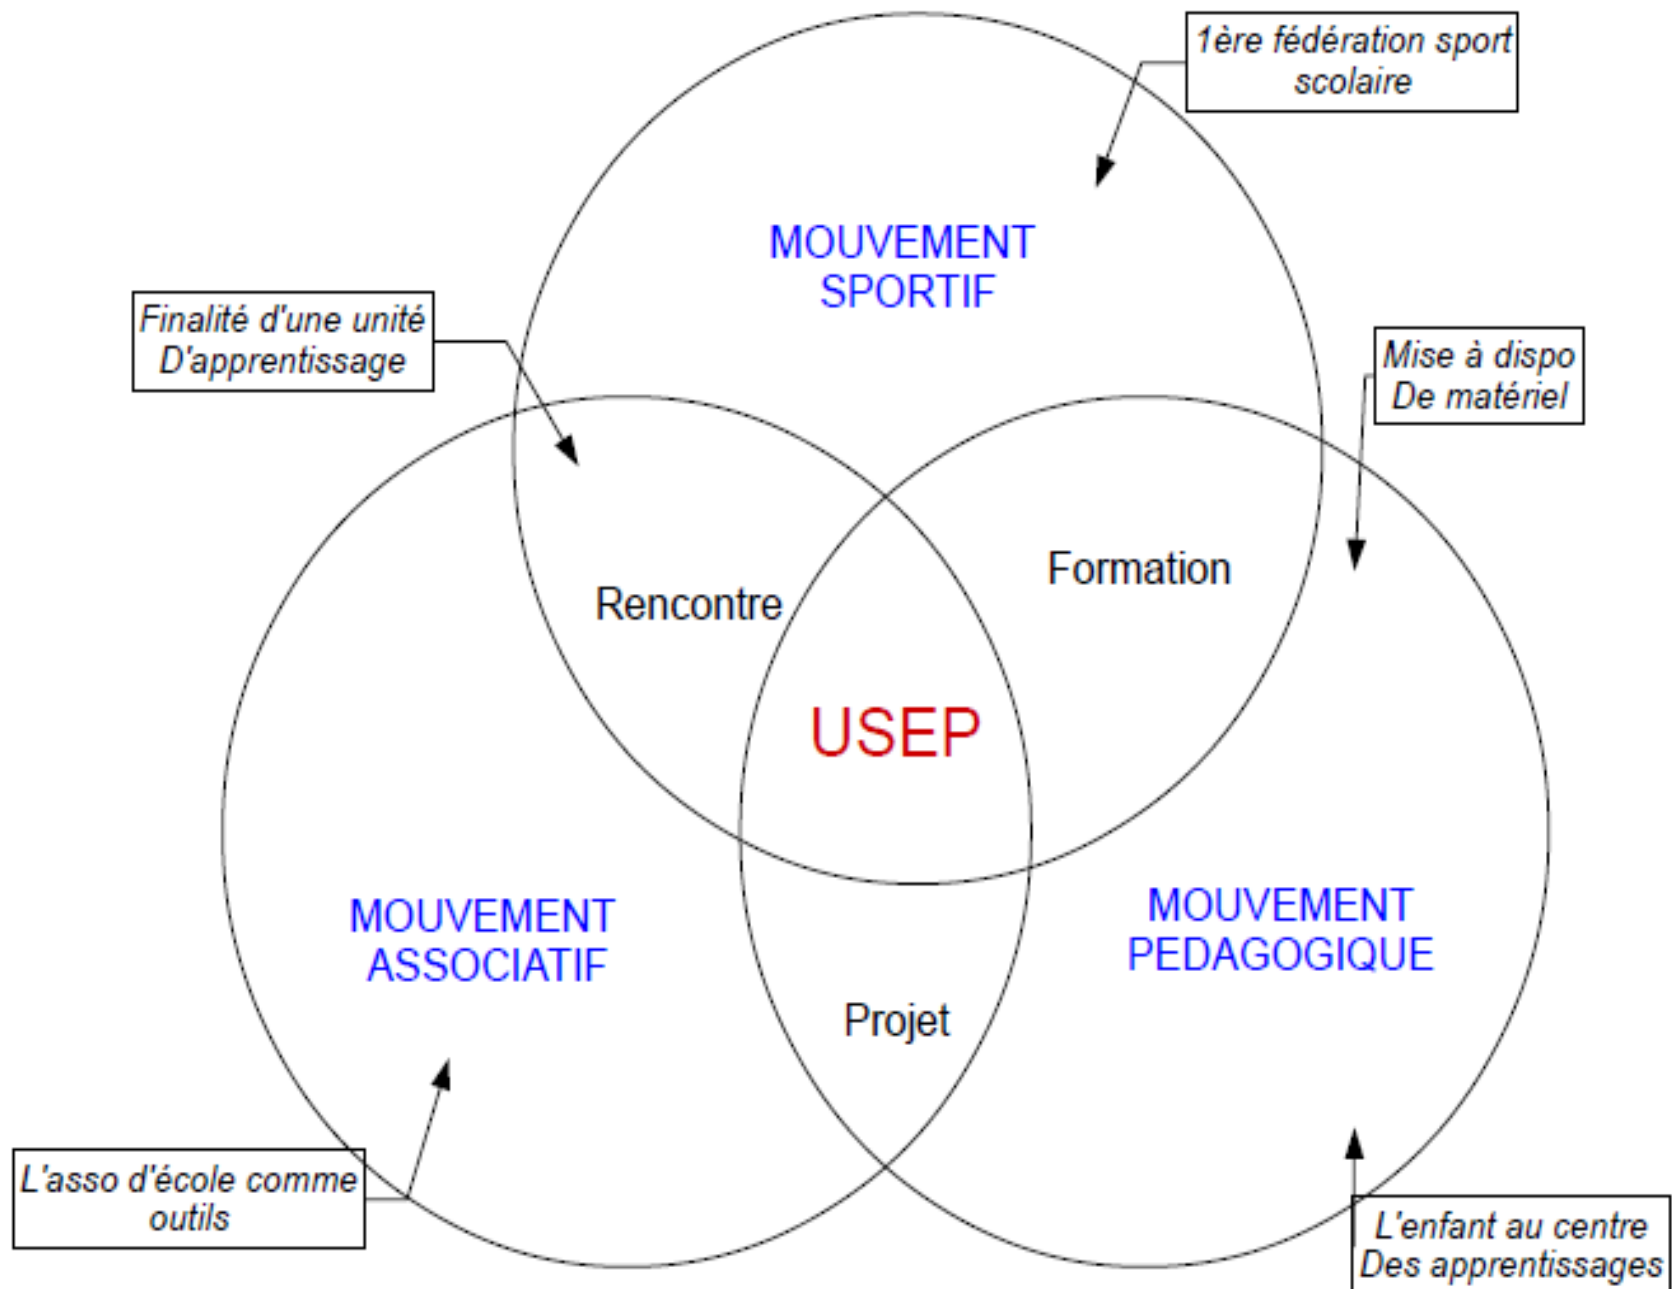 1ère fédération sport
scolaire
MOUVEMENT
SPORTIF
Finalité d'une unité
D'apprentissage
Mise à dispo
De matériel
Formation
Rencontre
USEP
MOUVEMENT
ASSOCIATIF
MOUVEMENT
PEDAGOGIQUE
Projet
L'asso d'école comme
outils
L'enfant au centre
Des apprentissages